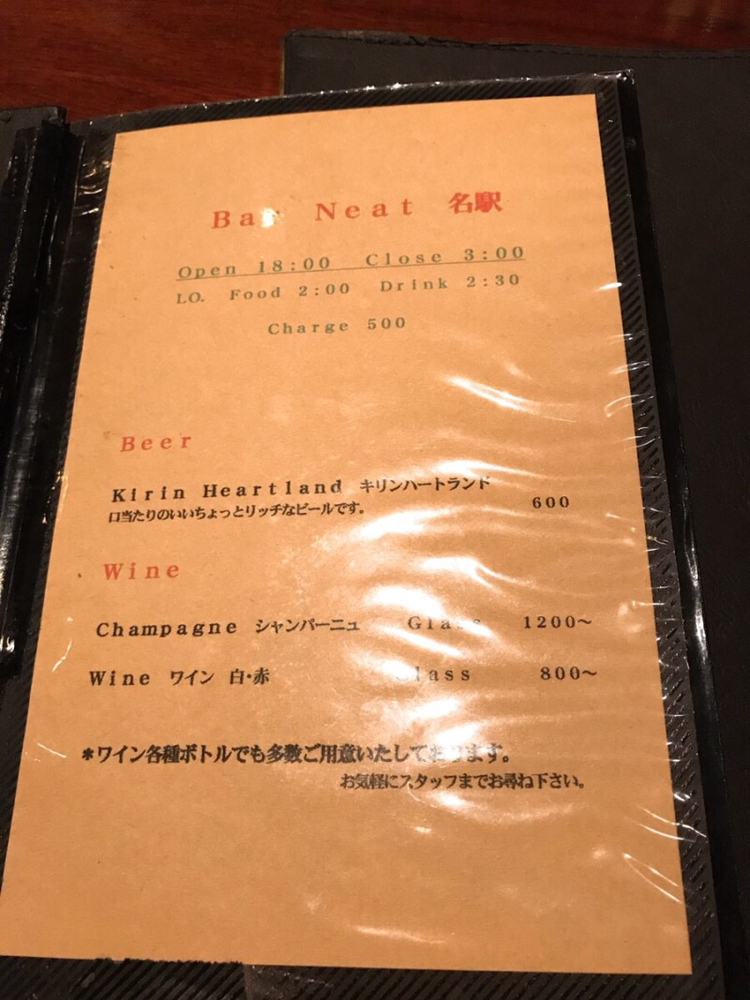 Bar Neat 名駅
Open 18:00 Close 3:00
LO. Food 2:00 Drink 2:30
Charge 500
Beer
Kirin Heartland キリンハートランド
口当たりのいいちょっとリッチなビールです。 600
Wine
Champagne シャンパーニュ Glass 1200～
Wine ワイン 白・赤 Glass 800～
*ワイン各種ボトルでも多数ご用意いたしております。
お気軽にスタッフまでお尋ね下さい。